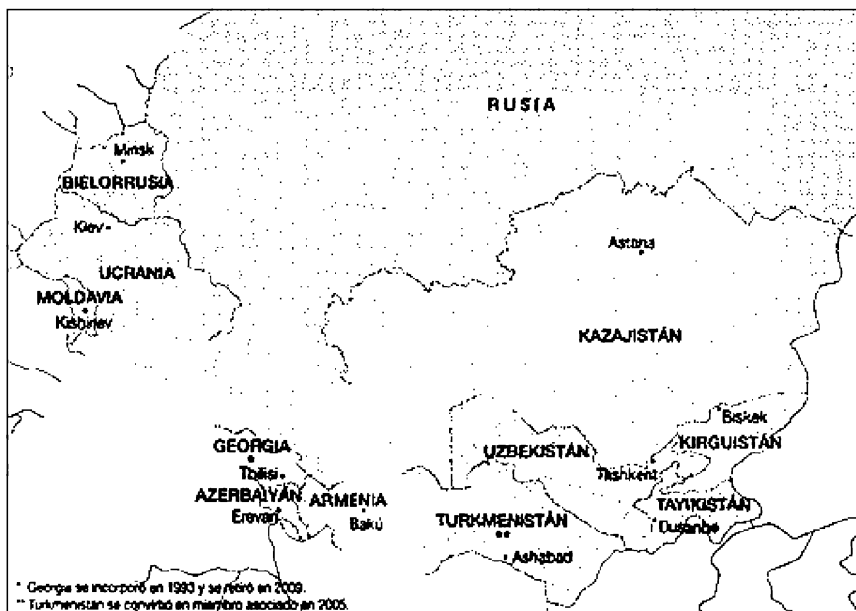 RUSIA
Minsk
BIELORRUSIA
Kiev
Astana
UCRANIA
MOLDAVIA
Kishinev
KAZAJISTÁN
Biskek
GEORGIA
UZBEKISTÁN
KIRGUISTÁN
Tbilisi
Tashkent
AZERBAIYÁN
ARMENIA
TAYIKISTÁN
Erevan
Bakú
TURKMENISTÁN
**
Dusanbe
Ashabad
* Georgia se incorporó en 1993 y se retiró en 2009.
** Turkmenistán se convirtió en miembro asociado en 2005.